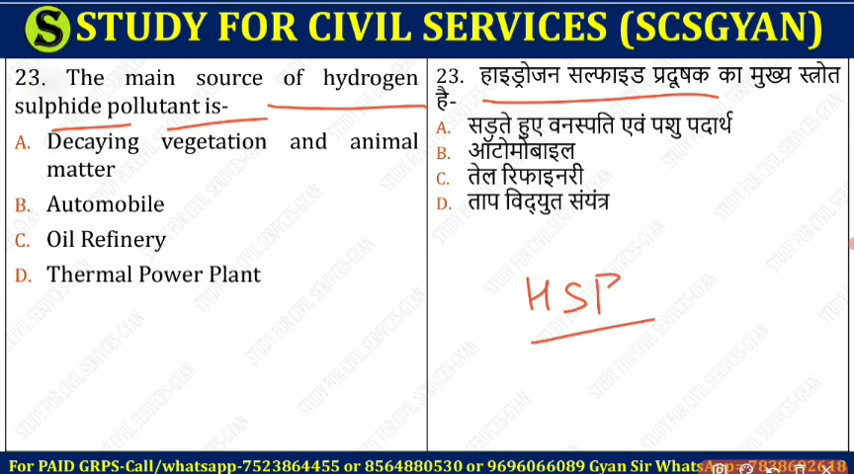 S STUDY FOR CIVIL SERVICES (SCSGYAN)
23. The main source of hydrogen
sulphide pollutant is-
A. Decaying vegetation and animal
matter
B. Automobile
C. Oil Refinery
D. Thermal Power Plant
23. हाइड्रोजन सल्फाइड प्रदूषक का मुख्य स्त्रोत
है-
A. सड़ते हुए वनस्पति एवं पशु पदार्थ
B. ऑटोमोबाइल
C. तेल रिफाइनरी
D. ताप विद्युत संयंत्र
HSP
For PAID GRPS-Call/whatsapp-7523864455 or 8564880530 or 9696066089 Gyan Sir